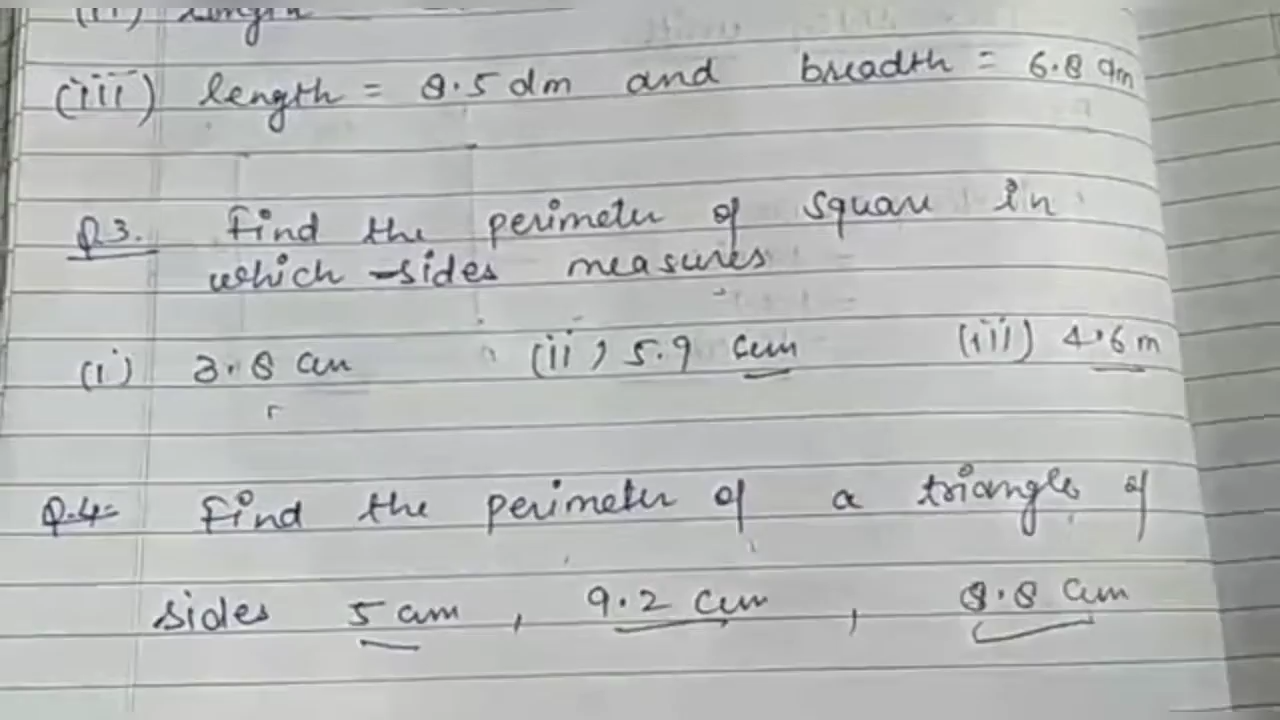 (ii) length
(iii) length = 8.5 dm and breadth = 6.8 dm
Q3. Find the perimeter of square in
which sides measures
(i) 3.8 cm (ii) 5.9 cm (iii) 4.6 m
Q.4. Find the perimeter of a triangle of
sides 5 cm, 9.2 cm, 8.8 cm